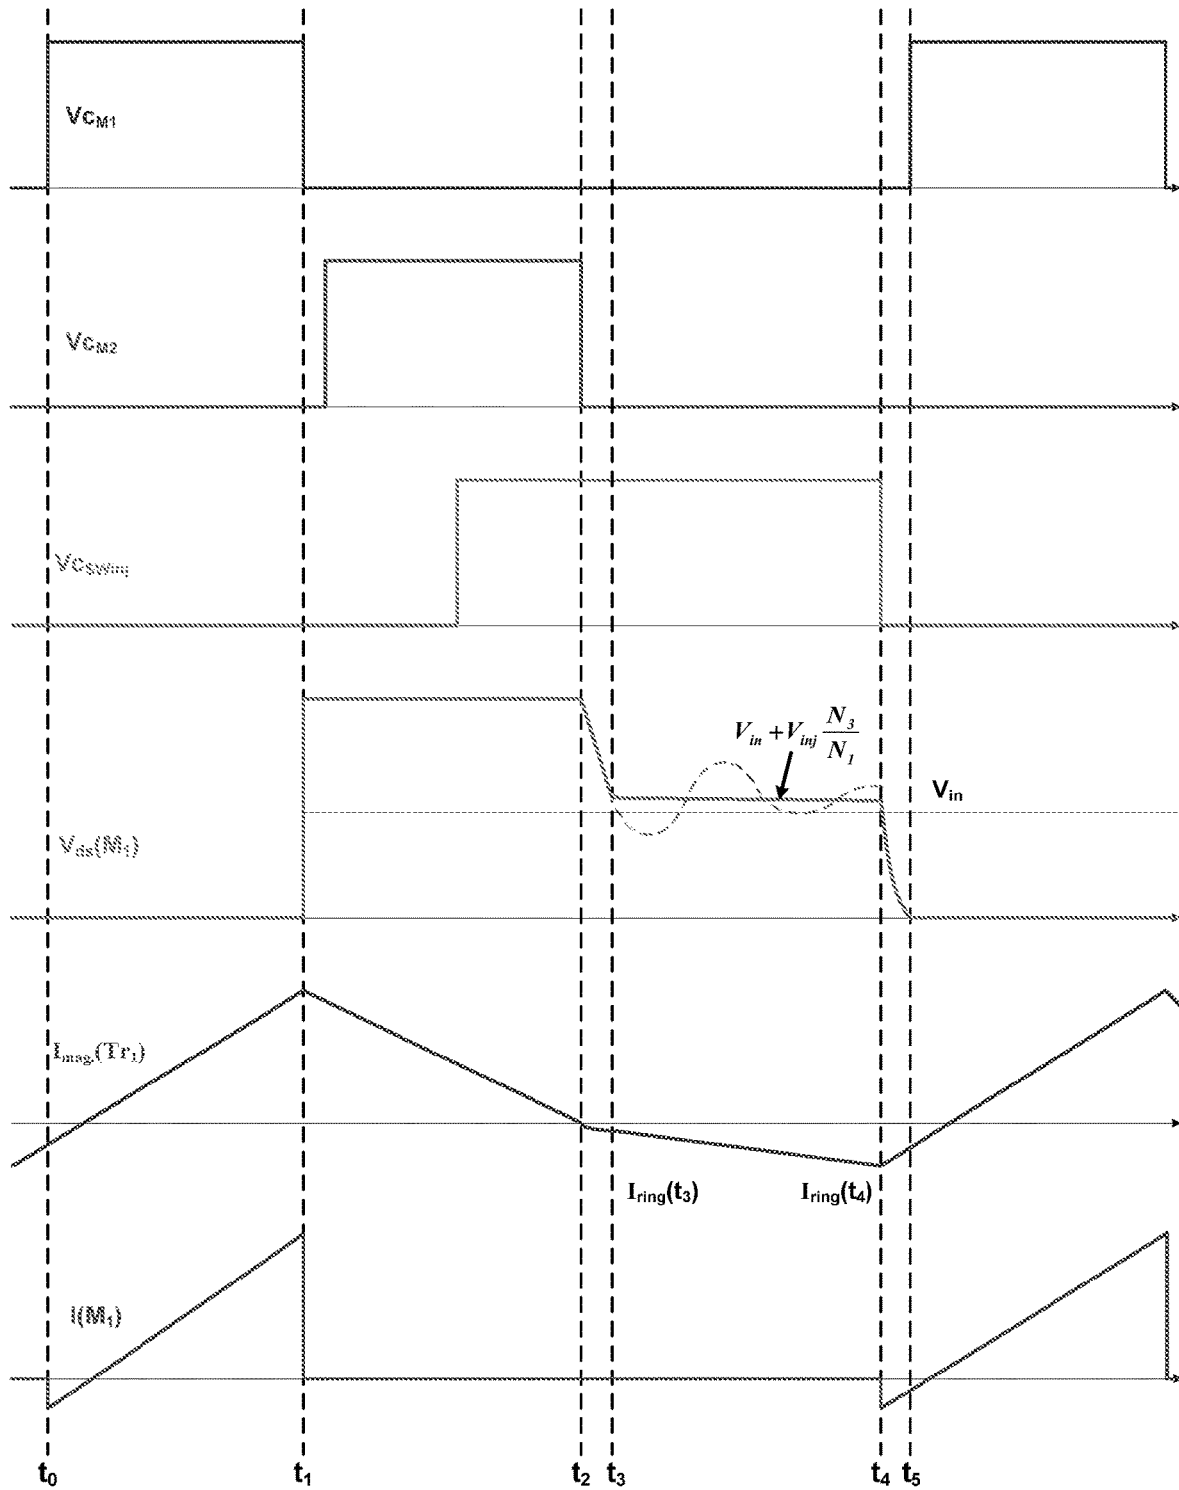 Vc_M1
Vc_M2
Vc_SWinj
V_in + V_inj N_3/N_1
V_in
V_ds(M_1)
I_mag.(Tr_1)
I_ring(t_3) I_ring(t_4)
I(M_1)
t_0 t_1 t_2 t_3 t_4 t_5